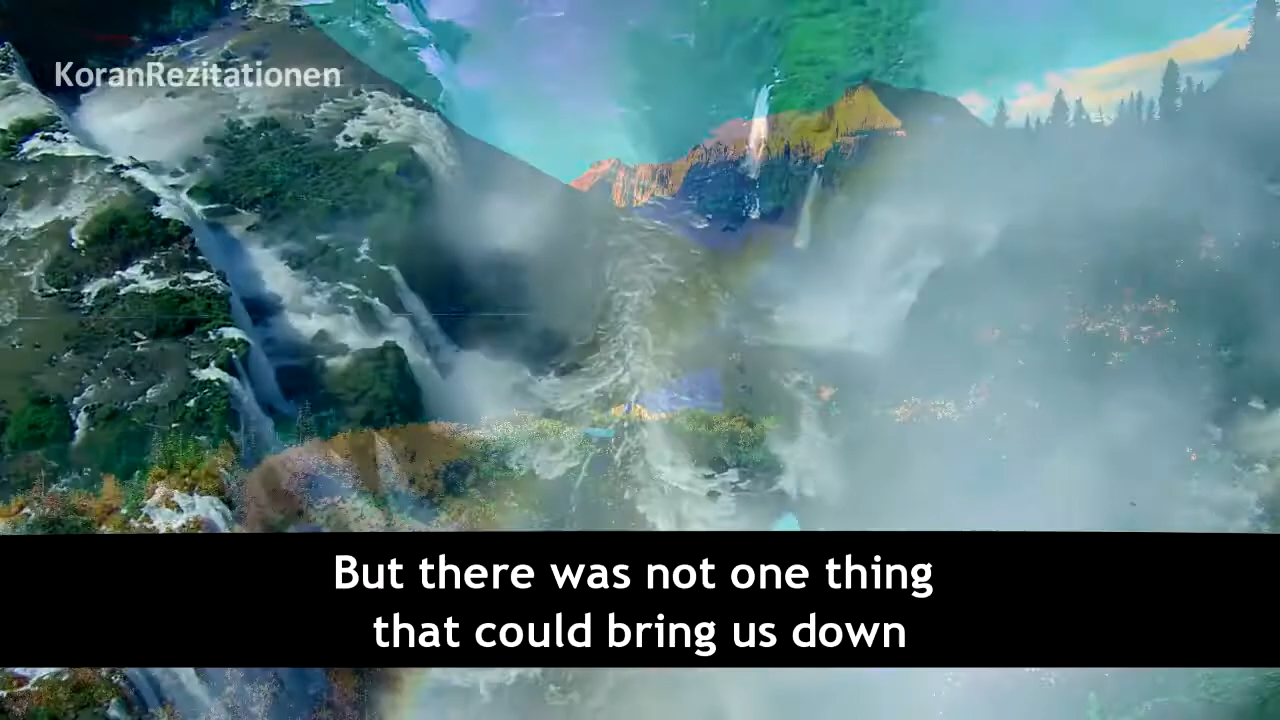 KoranRezitationen
But there was not one thing
that could bring us down